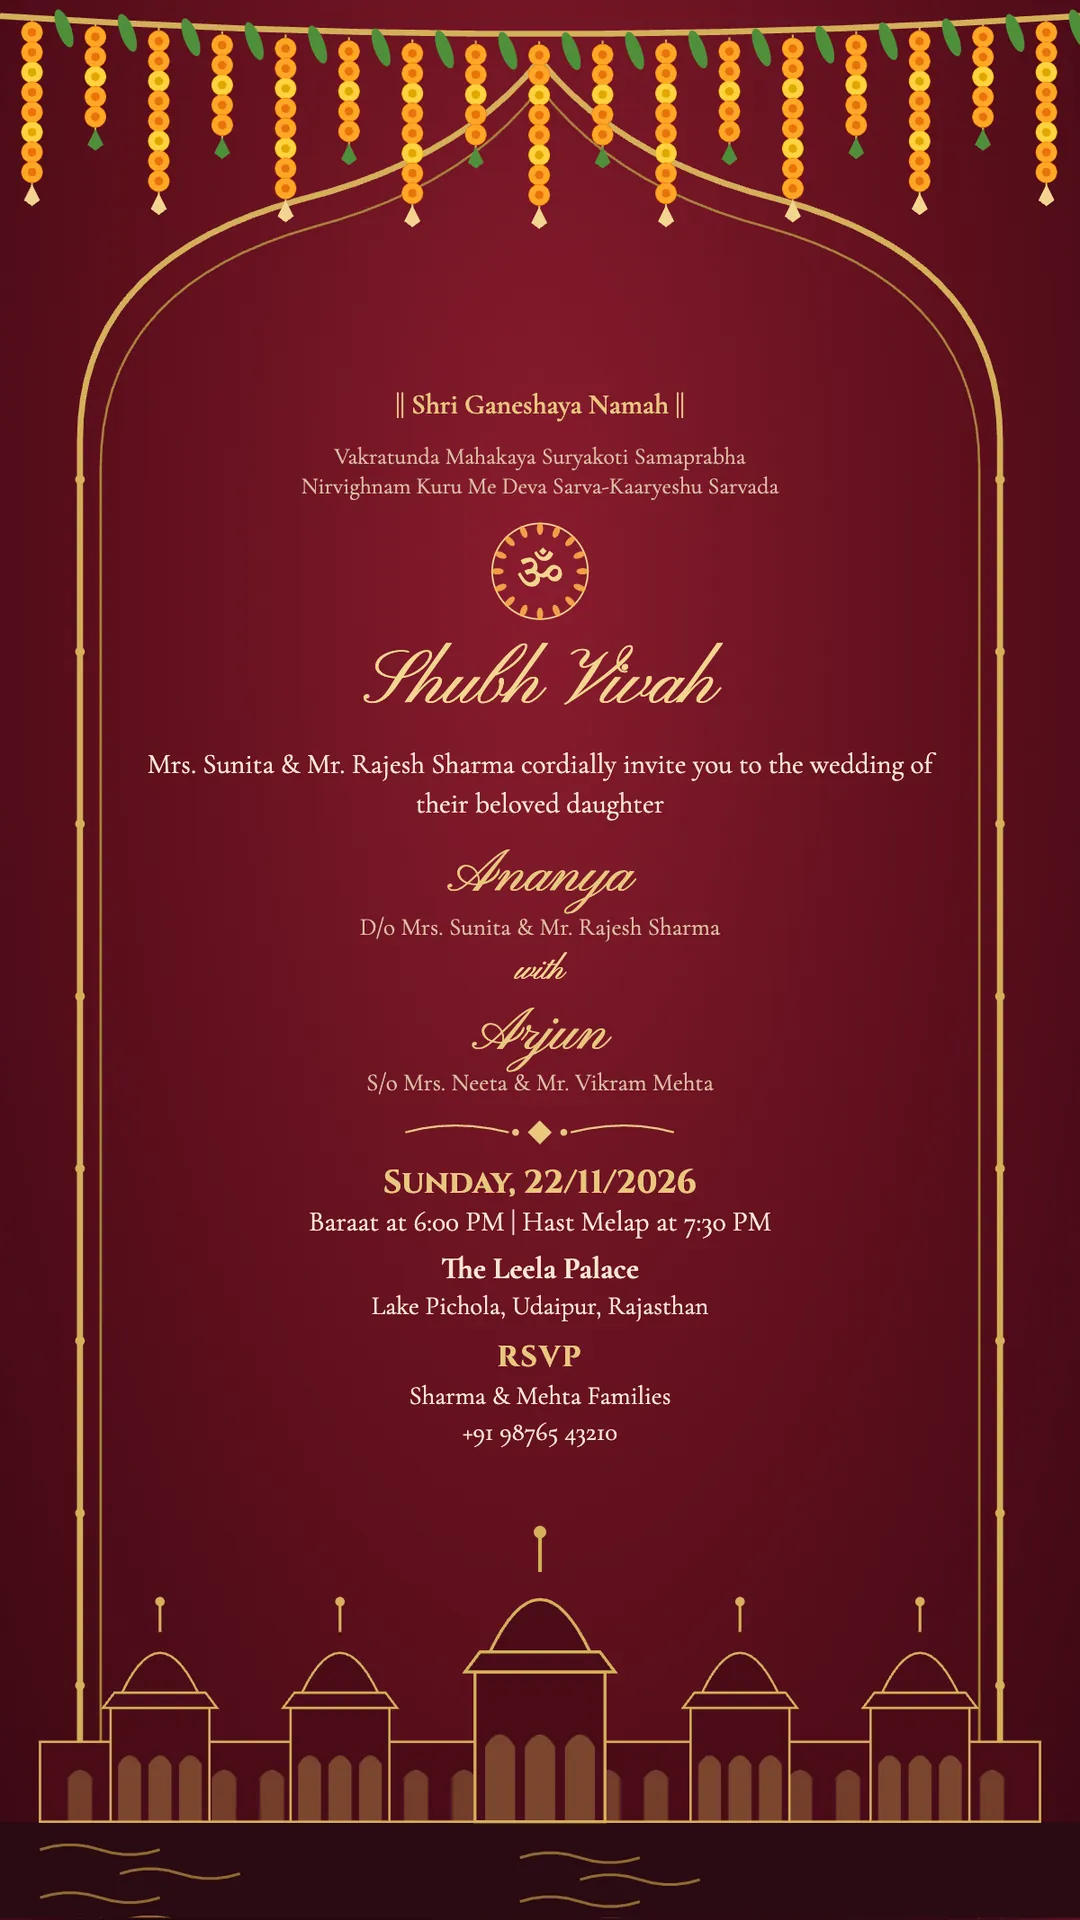 || Shri Ganeshaya Namah ||
Vakratunda Mahakaya Suryakoti Samaprabha
Nirvighnam Kuru Me Deva Sarva-Kaaryeshu Sarvada
ॐ
Shubh Vivah
Mrs. Sunita & Mr. Rajesh Sharma cordially invite you to the wedding of
their beloved daughter
Ananya
D/o Mrs. Sunita & Mr. Rajesh Sharma
with
Arjun
S/o Mrs. Neeta & Mr. Vikram Mehta
Sunday, 22/11/2026
Baraat at 6:00 PM | Hast Melap at 7:30 PM
The Leela Palace
Lake Pichola, Udaipur, Rajasthan
RSVP
Sharma & Mehta Families
+91 98765 43210